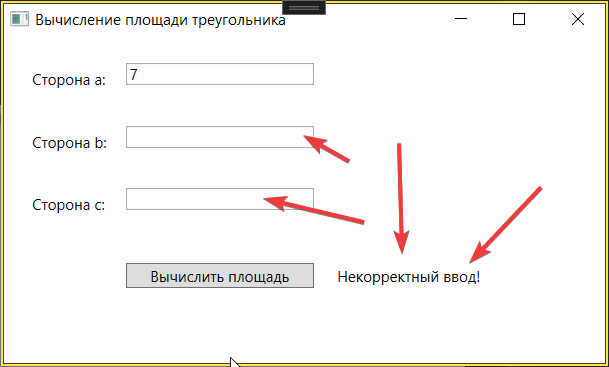 Вычисление площади треугольника
Сторона a: 7
Сторона b:
Сторона c:
Вычислить площадь Некорректный ввод!